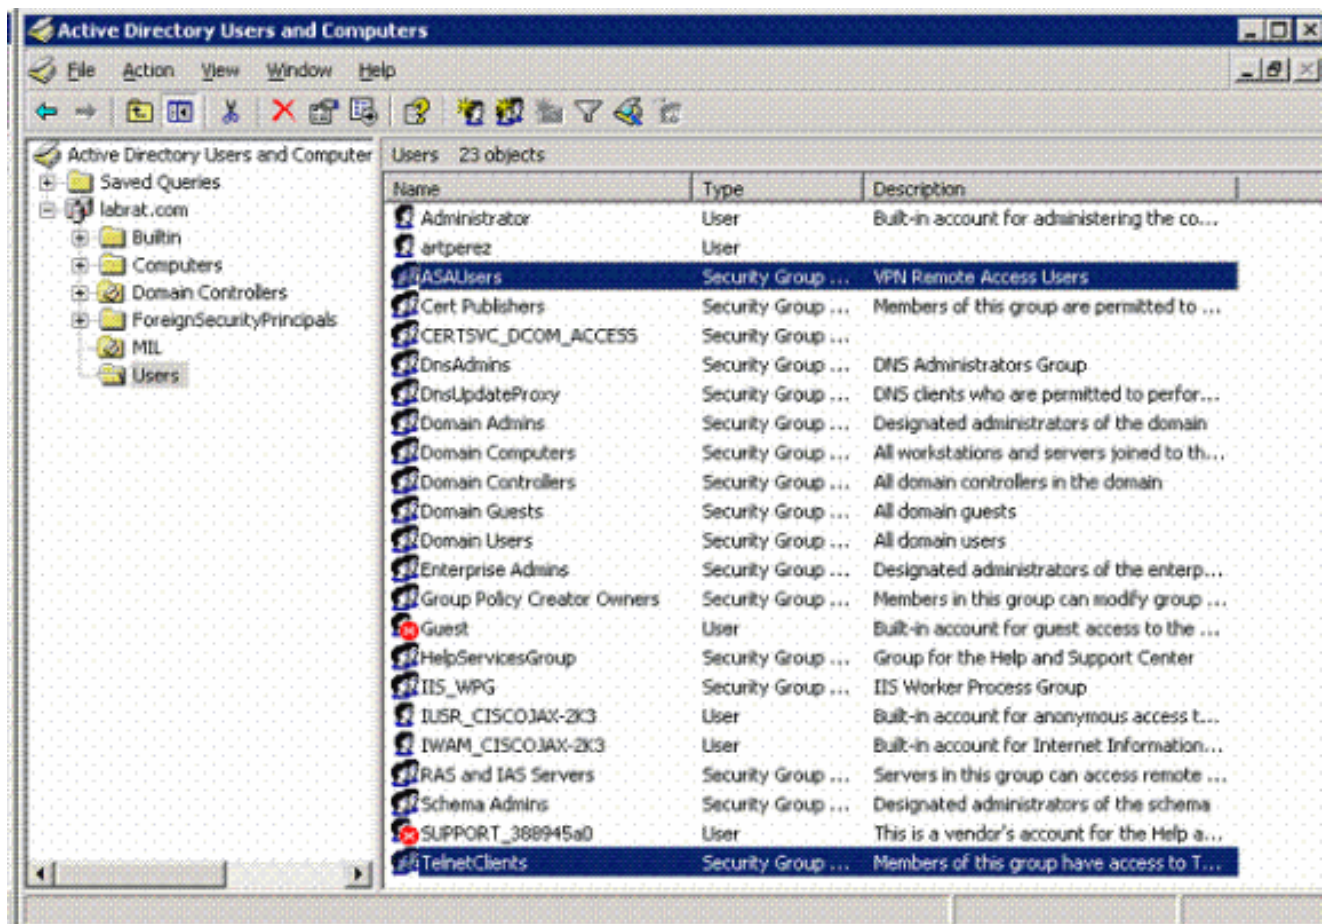 Active Directory Users and Computers
File Action View Window Help
Active Directory Users and Computer
Saved Queries
labrat.com
Builtin
Computers
Domain Controllers
ForeignSecurityPrincipals
MIL
Users
Users 23 objects
Name Type Description
Administrator User Built-in account for administering the co...
artperez User
ASAUsers Security Group ... VPN Remote Access Users
Cert Publishers Security Group ... Members of this group are permitted to ...
CERTSVC_DCOM_ACCESS Security Group ...
DnsAdmins Security Group ... DNS Administrators Group
DnsUpdateProxy Security Group ... DNS clients who are permitted to perfor...
Domain Admins Security Group ... Designated administrators of the domain
Domain Computers Security Group ... All workstations and servers joined to th...
Domain Controllers Security Group ... All domain controllers in the domain
Domain Guests Security Group ... All domain guests
Domain Users Security Group ... All domain users
Enterprise Admins Security Group ... Designated administrators of the enterp...
Group Policy Creator Owners Security Group ... Members in this group can modify group ...
Guest User Built-in account for guest access to the ...
HelpServicesGroup Security Group ... Group for the Help and Support Center
IIS_WPG Security Group ... IIS Worker Process Group
IUSR_CISCOJAX-2K3 User Built-in account for anonymous access t...
IWAM_CISCOJAX-2K3 User Built-in account for Internet Information...
RAS and IAS Servers Security Group ... Servers in this group can access remote ...
Schema Admins Security Group ... Designated administrators of the schema
SUPPORT_388945a0 User This is a vendor's account for the Help a...
TelnetClients Security Group ... Members of this group have access to T...